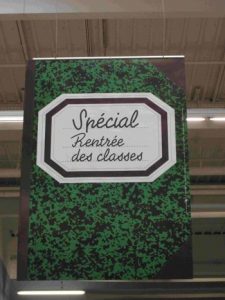 Spécial
Rentrée
des classes